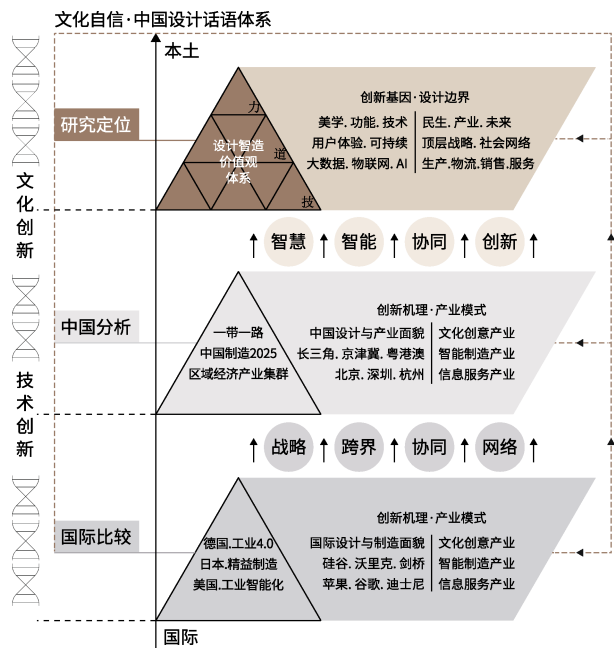 文化自信·中国设计话语体系
本土
研究定位
力
道
技
设计智造
价值观
体系
创新基因·设计边界
美学. 功能. 技术
用户体验. 可持续
大数据. 物联网. AI
民生. 产业. 未来
顶层战略. 社会网络
生产.物流.销售.服务
文化创新
智慧
智能
协同
创新
中国分析
一带一路
中国制造2025
区域经济产业集群
创新机理·产业模式
中国设计与产业面貌
长三角. 京津冀. 粤港澳
北京. 深圳. 杭州
文化创意产业
智能制造产业
信息服务产业
技术创新
战略
跨界
协同
网络
国际比较
德国.工业4.0
日本.精益制造
美国.工业智能化
创新机理·产业模式
国际设计与制造面貌
硅谷. 沃里克. 剑桥
苹果. 谷歌. 迪士尼
文化创意产业
智能制造产业
信息服务产业
国际